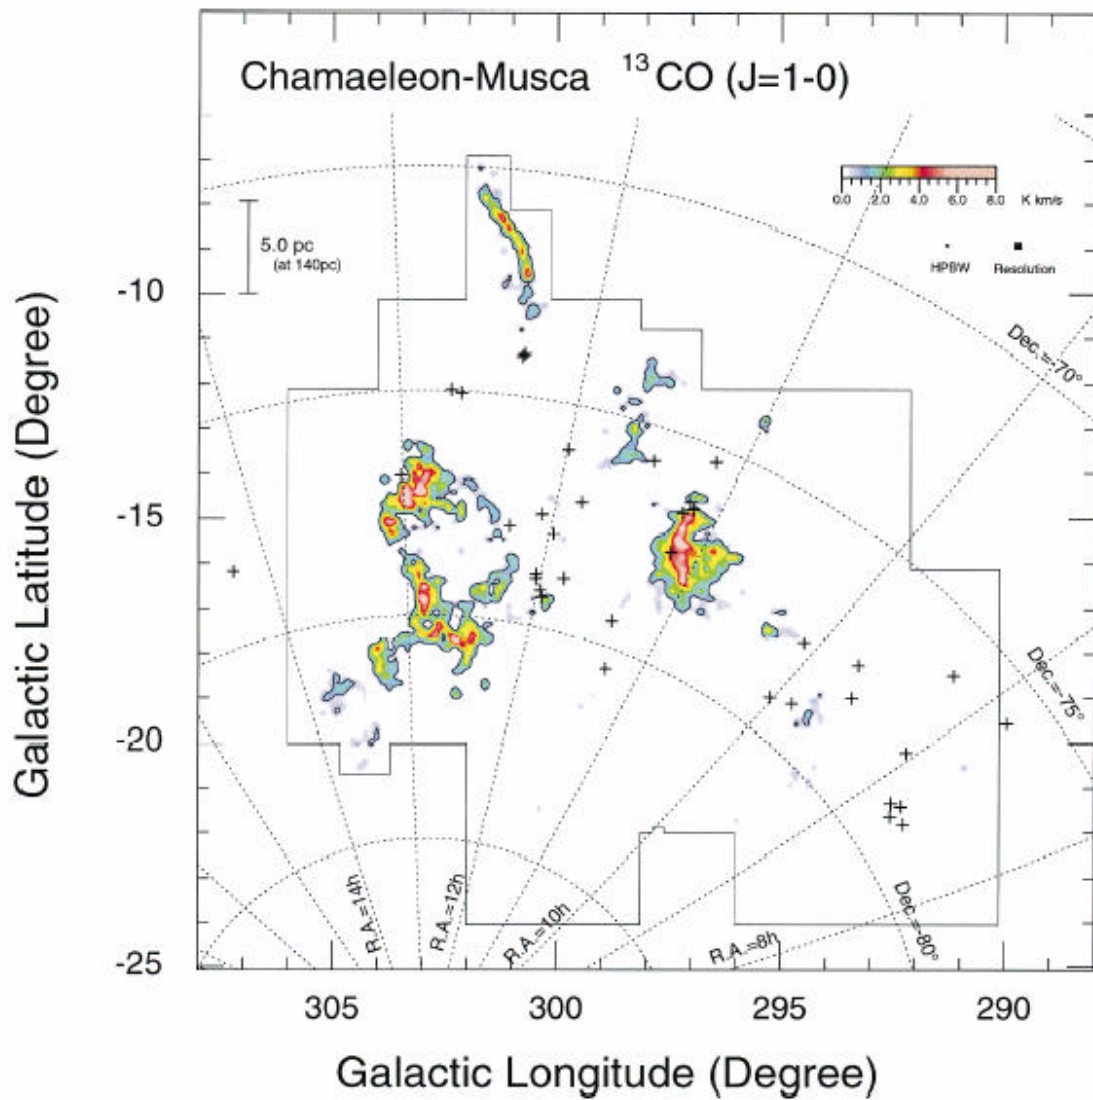 Chamaeleon-Musca 13CO (J=1-0)
0.0 2.0 4.0 6.0 8.0 K km/s
HPBW Resolution
5.0 pc
(at 140pc)
-10
-15
-20
-25
Galactic Latitude (Degree)
Dec.=-70°
Dec.=-75°
Dec.=-80°
R.A.=14h
R.A.=12h
R.A.=10h
R.A.=8h
305 300 295 290
Galactic Longitude (Degree)